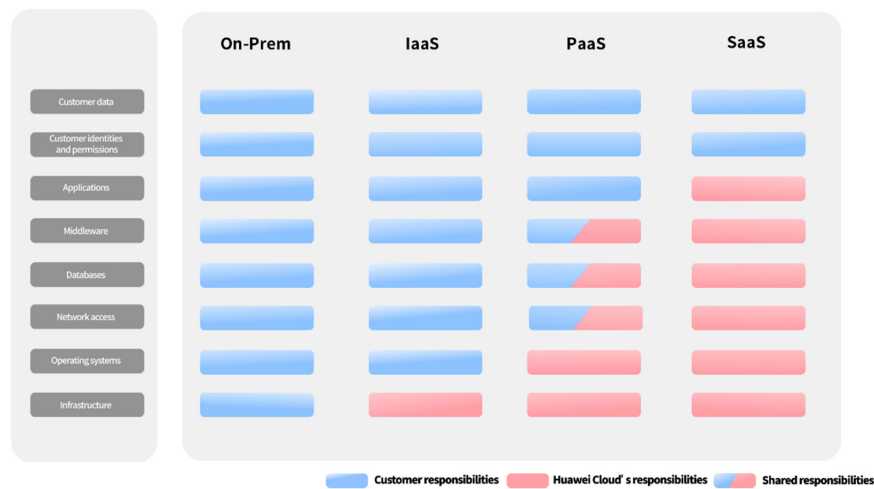 On-Prem IaaS PaaS SaaS
Customer data
Customer identities
and permissions
Applications
Middleware
Databases
Network access
Operating systems
Infrastructure
Customer responsibilities Huawei Cloud's responsibilities Shared responsibilities